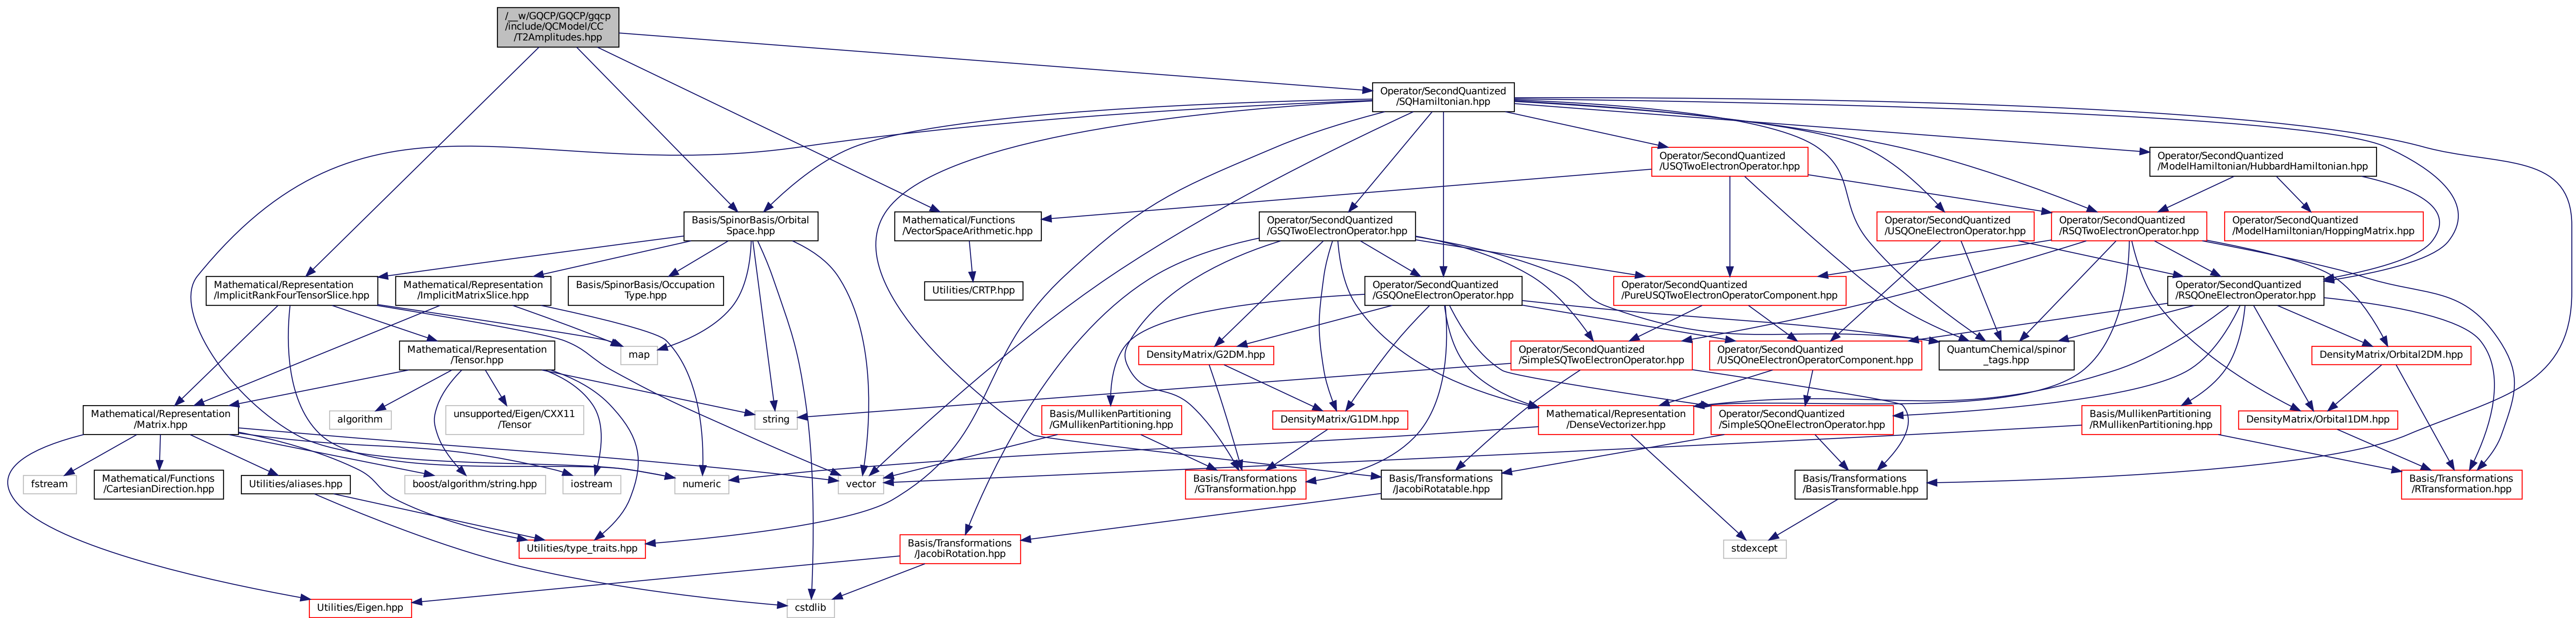 /__w/GQCP/GQCP/gqcp
/include/QCModel/CC
/T2Amplitudes.hpp
Operator/SecondQuantized
/SQHamiltonian.hpp
Operator/SecondQuantized
/USQTwoElectronOperator.hpp
Operator/SecondQuantized
/ModelHamiltonian/HubbardHamiltonian.hpp
Basis/SpinorBasis/Orbital
Space.hpp
Mathematical/Functions
/VectorSpaceArithmetic.hpp
Operator/SecondQuantized
/GSQTwoElectronOperator.hpp
Operator/SecondQuantized
/USQOneElectronOperator.hpp
Operator/SecondQuantized
/RSQTwoElectronOperator.hpp
Operator/SecondQuantized
/ModelHamiltonian/HoppingMatrix.hpp
Mathematical/Representation
/ImplicitRankFourTensorSlice.hpp
Mathematical/Representation
/ImplicitMatrixSlice.hpp
Basis/SpinorBasis/Occupation
Type.hpp
Utilities/CRTP.hpp
Operator/SecondQuantized
/GSQOneElectronOperator.hpp
Operator/SecondQuantized
/PureUSQTwoElectronOperatorComponent.hpp
Operator/SecondQuantized
/RSQOneElectronOperator.hpp
Mathematical/Representation
/Tensor.hpp
map
DensityMatrix/G2DM.hpp
Operator/SecondQuantized
/SimpleSQTwoElectronOperator.hpp
Operator/SecondQuantized
/USQOneElectronOperatorComponent.hpp
QuantumChemical/spinor
_tags.hpp
DensityMatrix/Orbital2DM.hpp
Mathematical/Representation
/Matrix.hpp
algorithm
unsupported/Eigen/CXX11
/Tensor
string
Basis/MullikenPartitioning
/GMullikenPartitioning.hpp
DensityMatrix/G1DM.hpp
Mathematical/Representation
/DenseVectorizer.hpp
Operator/SecondQuantized
/SimpleSQOneElectronOperator.hpp
Basis/MullikenPartitioning
/RMullikenPartitioning.hpp
DensityMatrix/Orbital1DM.hpp
fstream
Mathematical/Functions
/CartesianDirection.hpp
Utilities/aliases.hpp
boost/algorithm/string.hpp
iostream
numeric
vector
Basis/Transformations
/GTransformation.hpp
Basis/Transformations
/JacobiRotatable.hpp
Basis/Transformations
/BasisTransformable.hpp
Basis/Transformations
/RTransformation.hpp
Utilities/type_traits.hpp
Basis/Transformations
/JacobiRotation.hpp
stdexcept
Utilities/Eigen.hpp
cstdlib